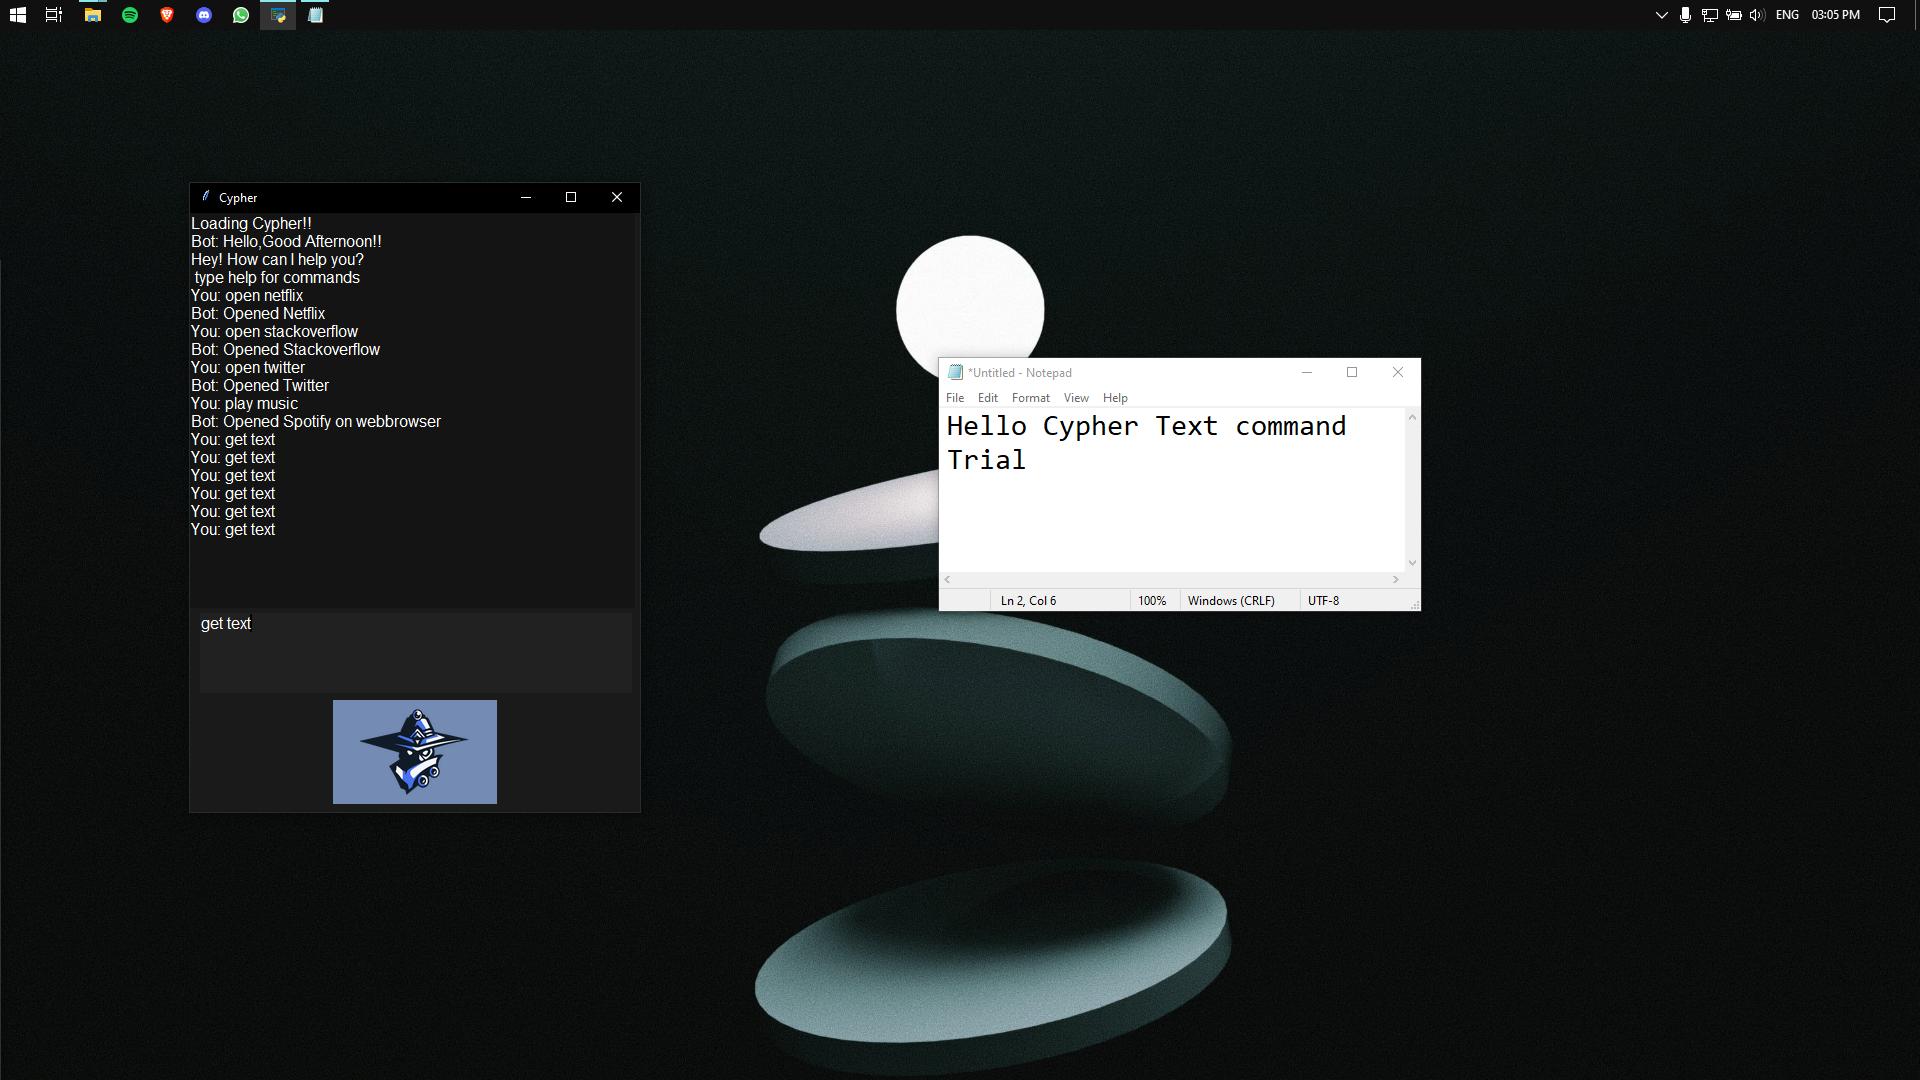 ENG 03:05 PM
Cypher
Loading Cypher!!
Bot: Hello,Good Afternoon!!
Hey! How can I help you?
type help for commands
You: open netflix
Bot: Opened Netflix
You: open stackoverflow
Bot: Opened Stackoverflow
You: open twitter
Bot: Opened Twitter
You: play music
Bot: Opened Spotify on webbrowser
You: get text
You: get text
You: get text
You: get text
You: get text
You: get text
get text
*Untitled - Notepad
File Edit Format View Help
Hello Cypher Text command
Trial
Ln 2, Col 6 100% Windows (CRLF) UTF-8